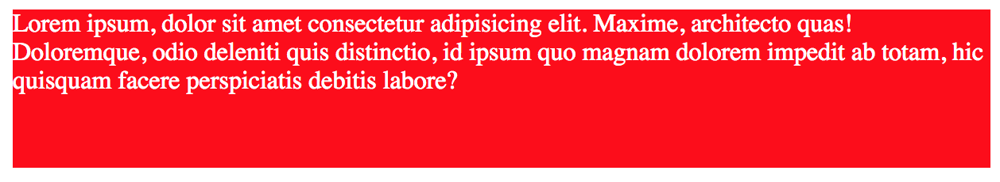 Lorem ipsum, dolor sit amet consectetur adipisicing elit. Maxime, architecto quas!
Doloremque, odio deleniti quis distinctio, id ipsum quo magnam dolorem impedit ab totam, hic
quisquam facere perspiciatis debitis labore?